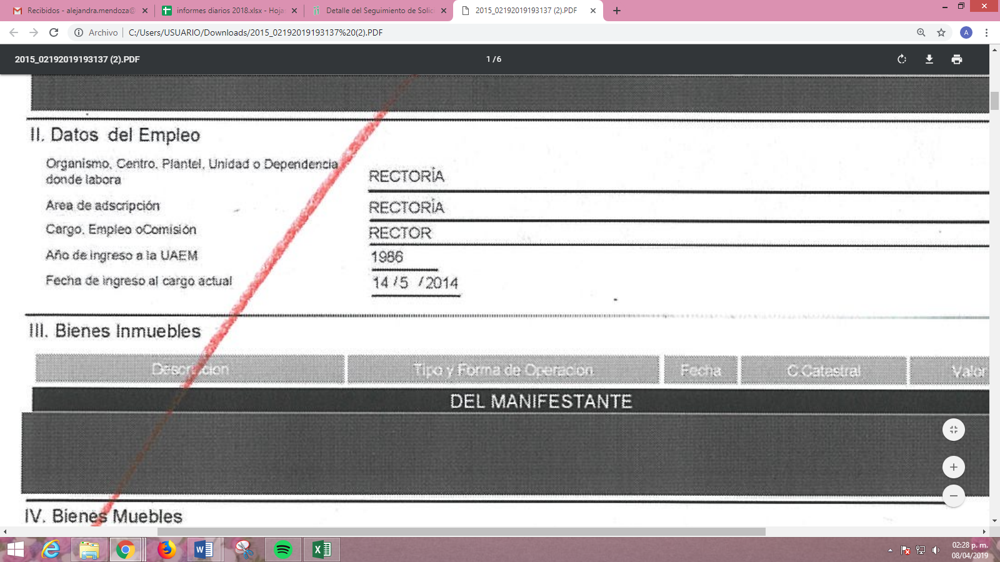 Recibidos - alejandra.mendoza@
informes diarios 2018.xlsx - Hoja
Detalle del Seguimiento de Solic
2015_02192019193137 (2).PDF
Archivo
C:/Users/USUARIO/Downloads/2015_02192019193137%20(2).PDF
A
2015_02192019193137 (2).PDF
1 / 6
II. Datos del Empleo
Organismo, Centro, Plantel, Unidad o Dependencia
donde labora
RECTORÍA
Area de adscripción
RECTORÍA
Cargo, Empleo oComisión
RECTOR
Año de ingreso a la UAEM
1986
Fecha de ingreso al cargo actual
14 / 5 / 2014
III. Bienes Inmuebles
Descripcion
Tipo y Forma de Operacion
Fecha
C.Catastral
Valor
DEL MANIFESTANTE
IV. Bienes Muebles
02:28 p. m.
08/04/2019